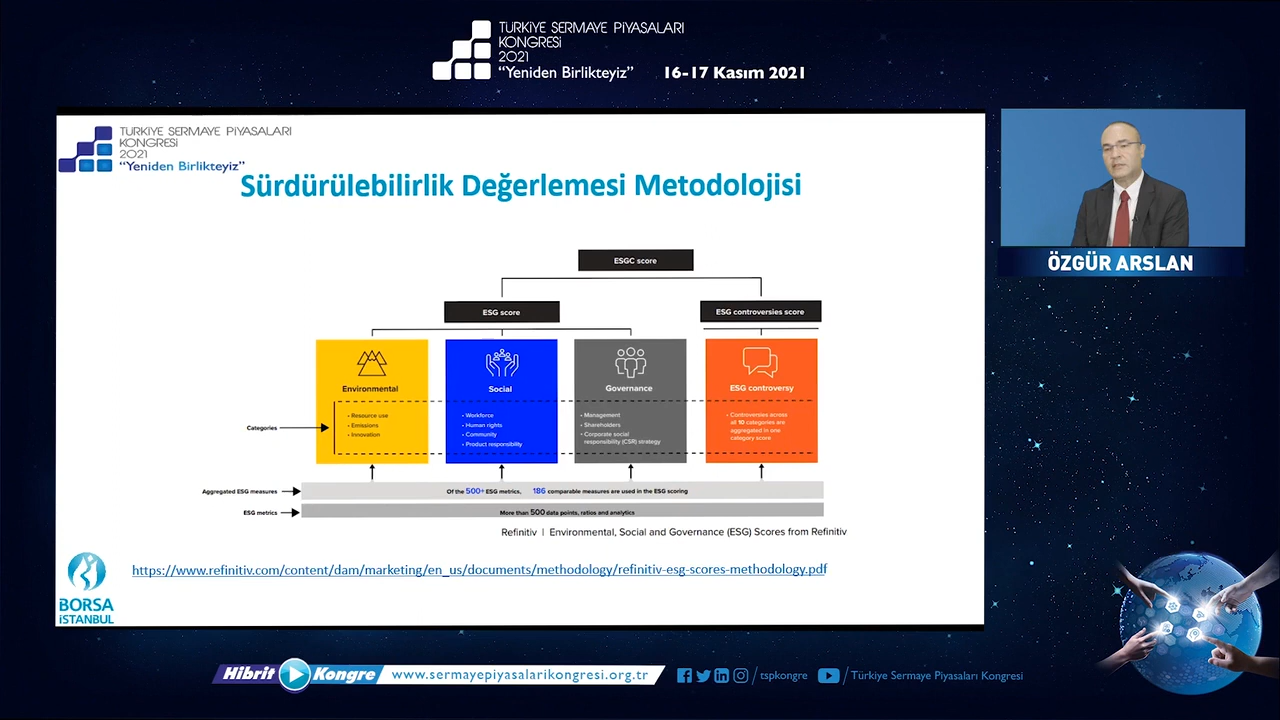 TÜRKİYE SERMAYE PİYASALARI
KONGRESİ
2021
“Yeniden Birlikteyiz” 16-17 Kasım 2021
TÜRKİYE SERMAYE PİYASALARI
KONGRESİ
2021
“Yeniden Birlikteyiz”
Sürdürülebilirlik Değerlemesi Metodolojisi
ESGC score
ESG score
ESG controversies score
Environmental
Social
Governance
ESG controversy
Categories
• Resource use
• Emissions
• Innovation
• Workforce
• Human rights
• Community
• Product responsibility
• Management
• Shareholders
• Corporate social
responsibility (CSR) strategy
• Controversies across
all 10 categories are
aggregated in one
category score
Aggregated ESG measures
Of the 500+ ESG metrics, 186 comparable measures are used in the ESG scoring
ESG metrics
More than 500 data points, ratios and analytics
Refinitiv | Environmental, Social and Governance (ESG) Scores from Refinitiv
https://www.refinitiv.com/content/dam/marketing/en_us/documents/methodology/refinitiv-esg-scores-methodology.pdf
BORSA
İSTANBUL
ÖZGÜR ARSLAN
Hibrit Kongre www.sermayepiyasalarikongresi.org.tr /tspkongre /Türkiye Sermaye Piyasaları Kongresi